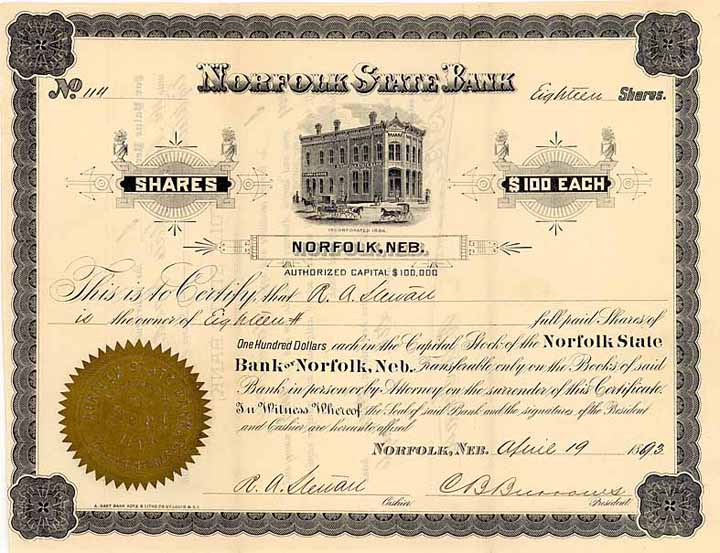 NORFOLK STATE BANK
No. 114
Eighteen Shares.
SHARES
BANK
$100 EACH
INCORPORATED 1886.
NORFOLK, NEB.
AUTHORIZED CAPITAL $100,000
This is to Certify that R. A. Stewart
is the owner of Eighteen full paid Shares of
One Hundred Dollars each in the Capital Stock of the Norfolk State
Bank of Norfolk, Neb. Transferable only on the Books of said
Bank in person or by Attorney on the surrender of this Certificate.
In Witness Whereof the Seal of said Bank and the signatures of the President
and Cashier are hereunto affixed
NORFOLK, NEB. April 19 1893
R. A. Stewart Cashier.
C B Burrows President.